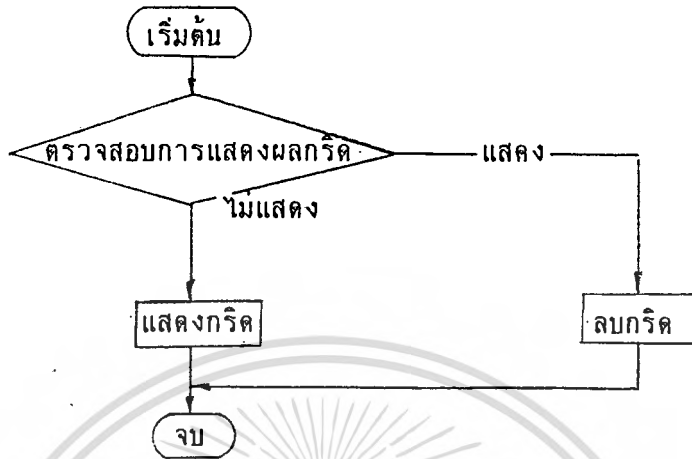 เริ่มต้น
ตรวจสอบการแสดงผลกริด
แสดง
ไม่แสดง
แสดงกริด
ลบกริด
จบ